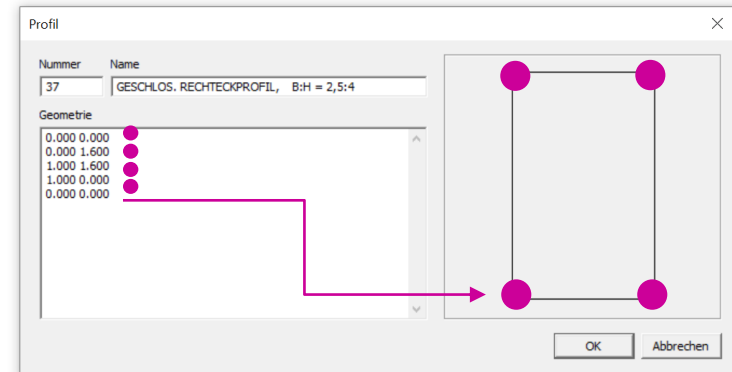 Profil
Nummer Name
37 GESCHLOS. RECHTECKPROFIL, B:H = 2,5:4
Geometrie
0.000 0.000
0.000 1.600
1.000 1.600
1.000 0.000
0.000 0.000
OK Abbrechen